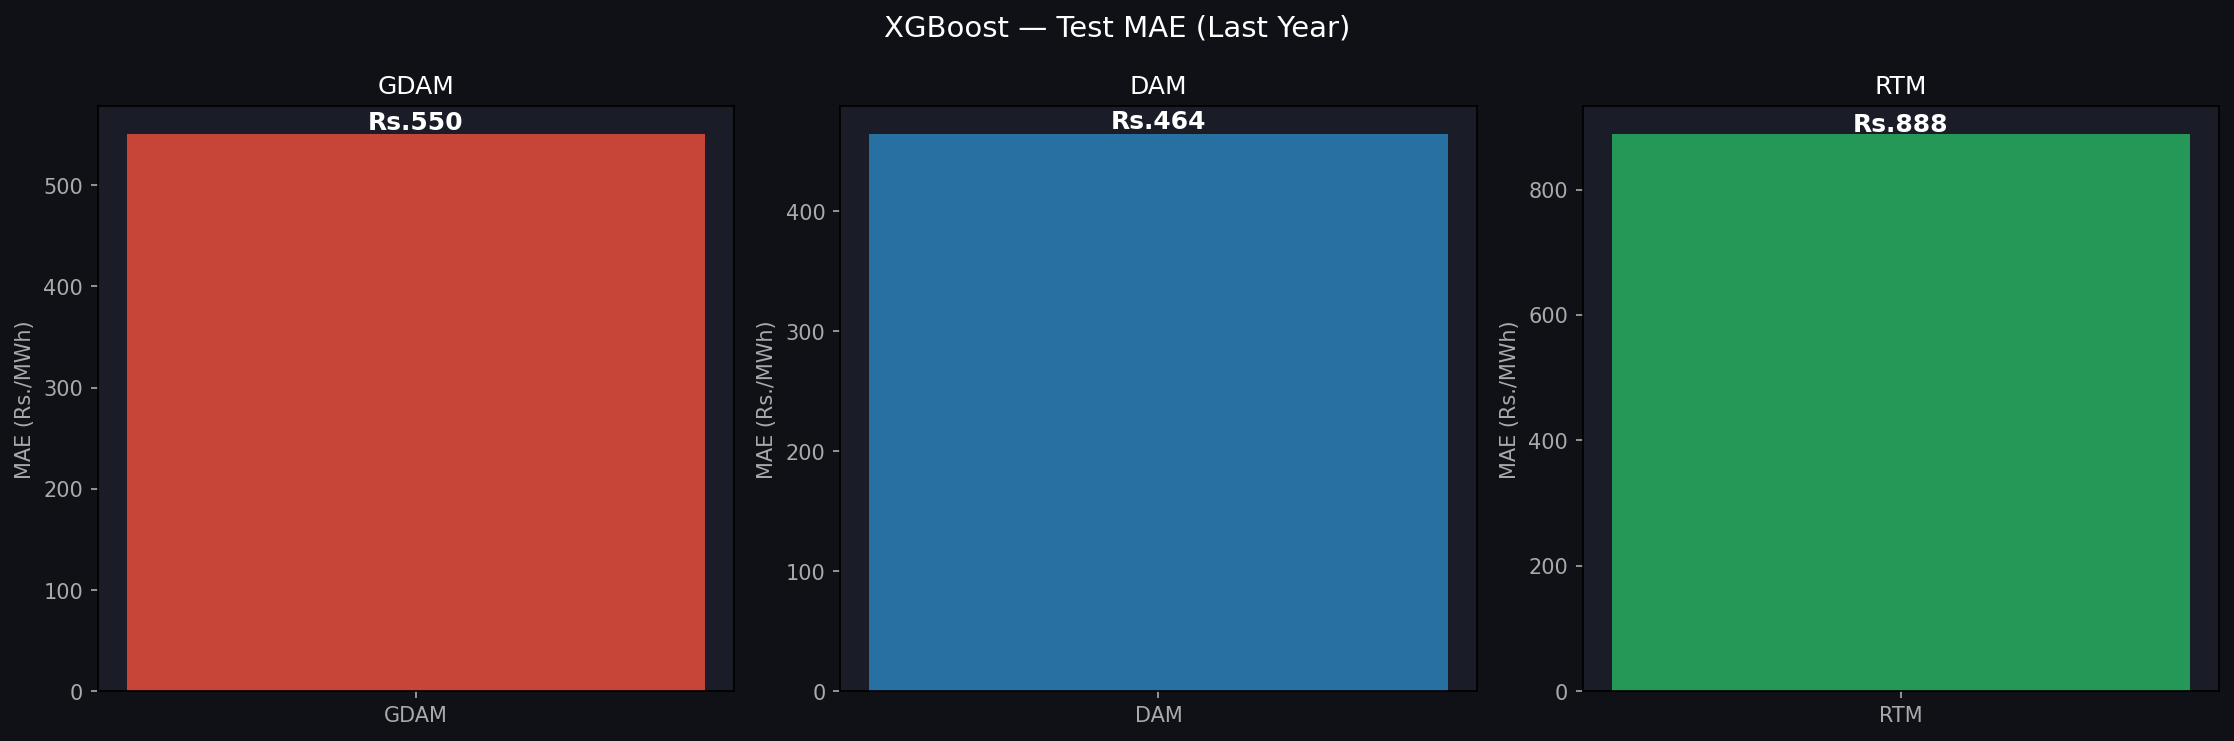 XGBoost — Test MAE (Last Year)
GDAM
Rs.550
MAE (Rs./MWh)
500
400
300
200
100
0
GDAM
DAM
Rs.464
MAE (Rs./MWh)
400
300
200
100
0
DAM
RTM
Rs.888
MAE (Rs./MWh)
800
600
400
200
0
RTM